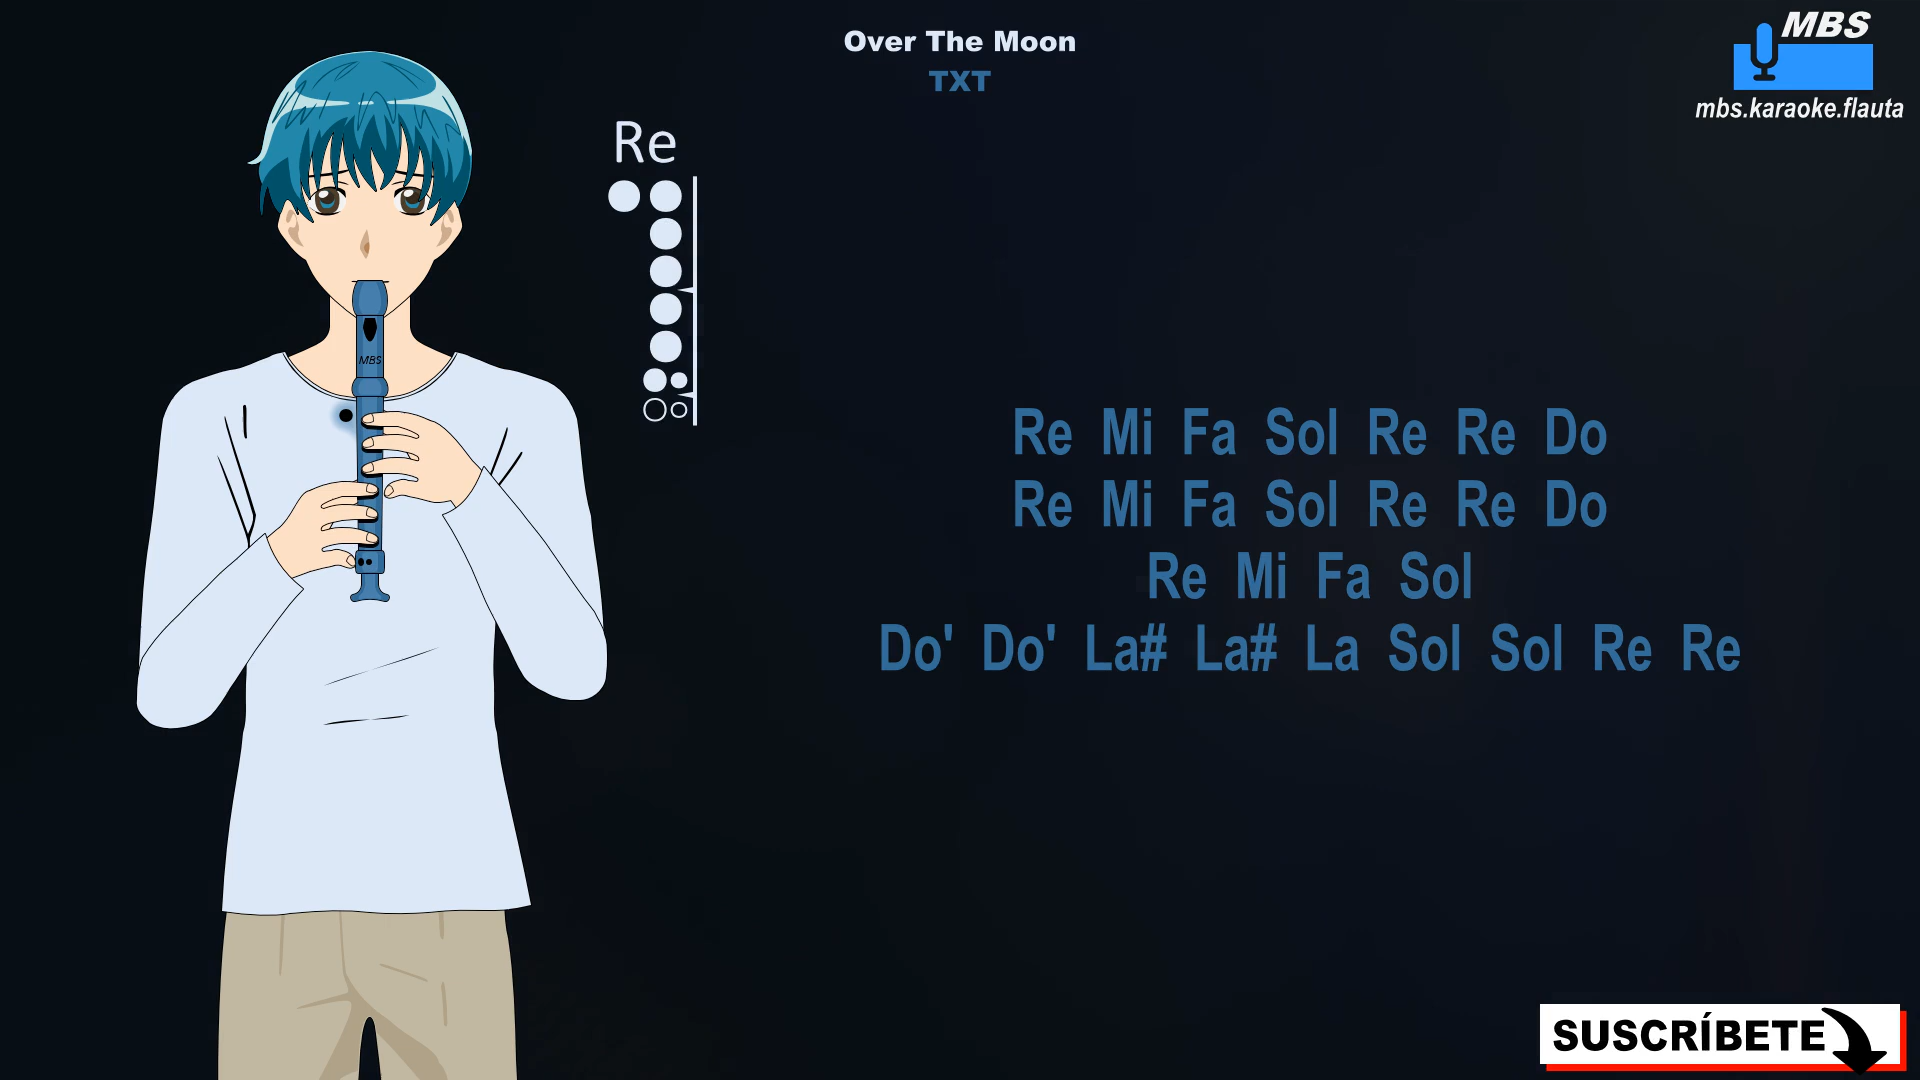 Over The Moon
TXT
MBS
mbs.karaoke.flauta
Re
MBS
Re Mi Fa Sol Re Re Do
Re Mi Fa Sol Re Re Do
Re Mi Fa Sol
Do' Do' La# La# La Sol Sol Re Re
SUSCRÍBETE